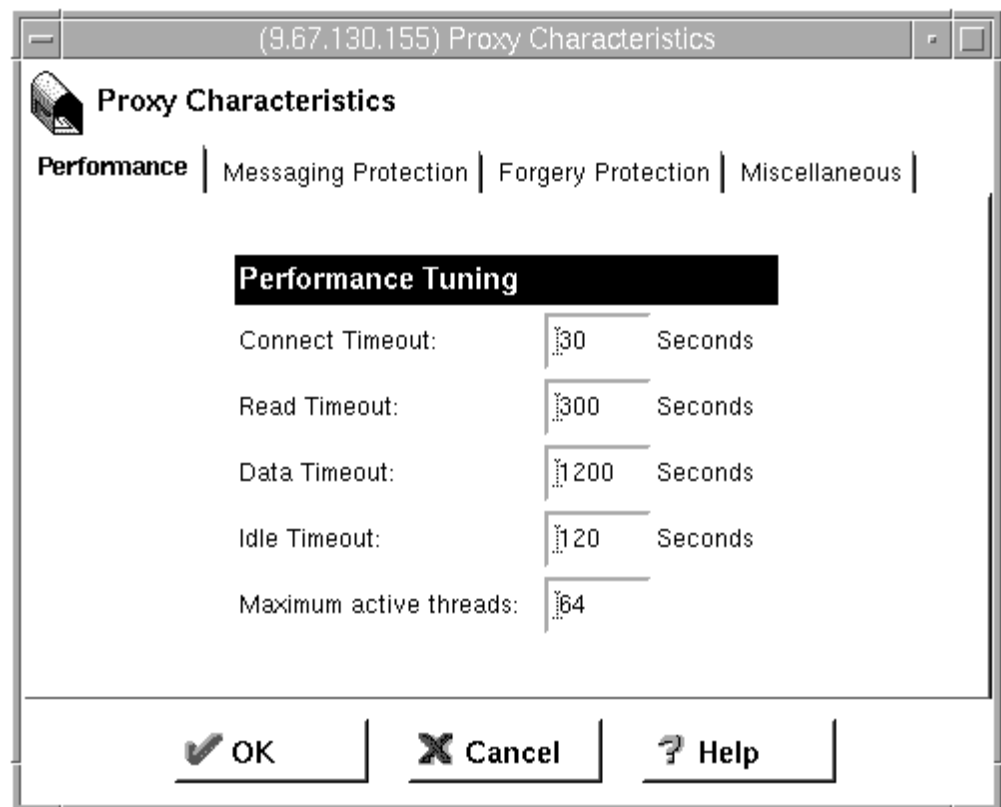 (9.67.130.155) Proxy Characteristics
Proxy Characteristics
Performance Messaging Protection Forgery Protection Miscellaneous
Performance Tuning
Connect Timeout: 30 Seconds
Read Timeout: 300 Seconds
Data Timeout: 1200 Seconds
Idle Timeout: 120 Seconds
Maximum active threads: 64
OK Cancel Help